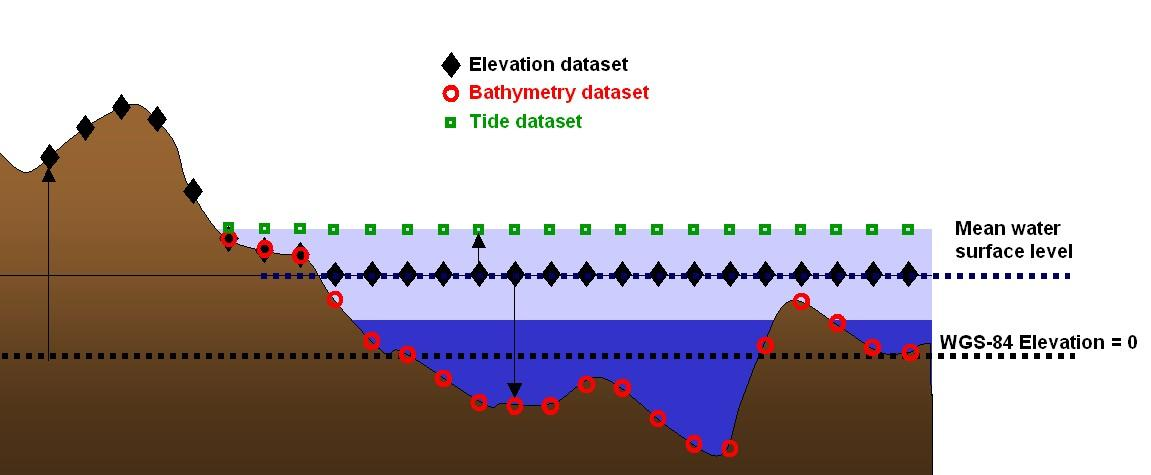 Elevation dataset
Bathymetry dataset
Tide dataset
Mean water
surface level
WGS-84 Elevation = 0